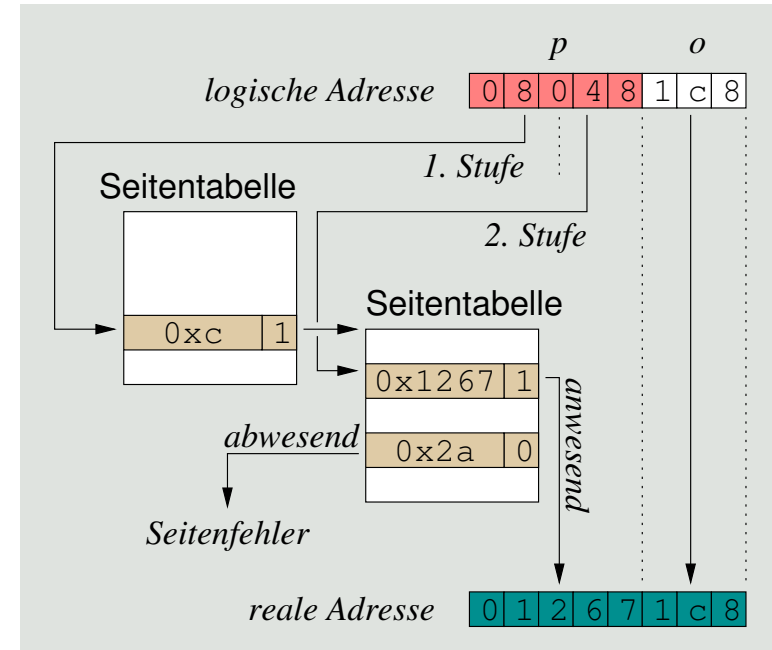 p o
logische Adresse 0 8 0 4 8 1 c 8
1. Stufe
Seitentabelle
2. Stufe
Seitentabelle
0xc 1
0x1267 1
anwesend
abwesend
0x2a 0
Seitenfehler
reale Adresse 0 1 2 6 7 1 c 8